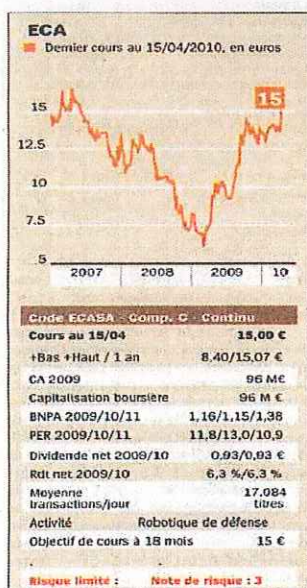 ECA
Dernier cours au 15/04/2010, en euros
15
15
12.5
10
7.5
5
2007 2008 2009 10
Code ECASA - Comp. C - Continu
Cours au 15/04 15,00 €
+Bas +Haut / 1 an 8,40/15,07 €
CA 2009 96 M€
Capitalisation boursière 96 M €
BNPA 2009/10/11 1,16/1,15/1,38
PER 2009/10/11 11,8/13,0/10,9
Dividende net 2009/10 0,93/0,93 €
Rdt net 2009/10 6,3 %/6,3 %
Moyenne transactions/jour 17.084 titres
Activité Robotique de défense
Objectif de cours à 18 mois 15 €
Risque limité : Note de risque : 3